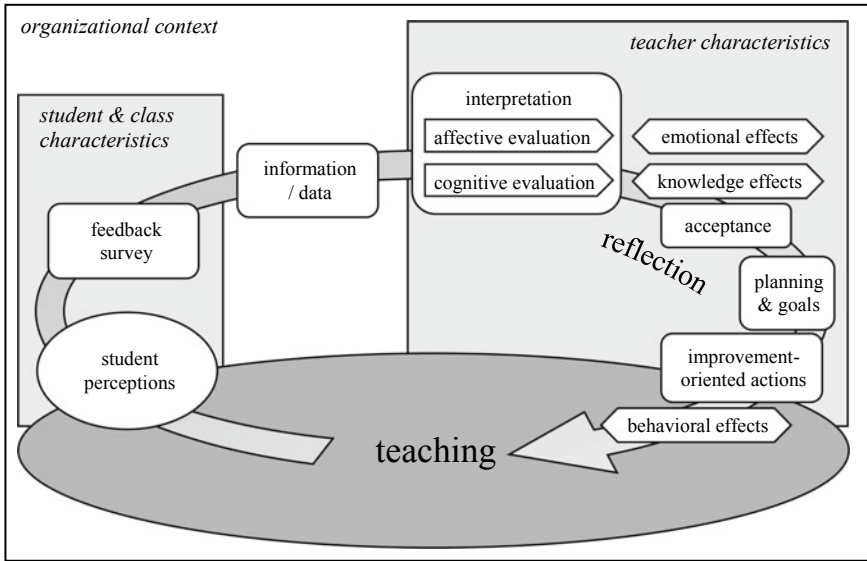 organizational context
teacher characteristics
student & class
characteristics
interpretation
affective evaluation
emotional effects
cognitive evaluation
knowledge effects
information
/ data
feedback
survey
acceptance
reflection
planning
& goals
student
perceptions
improvement-
oriented actions
behavioral effects
teaching